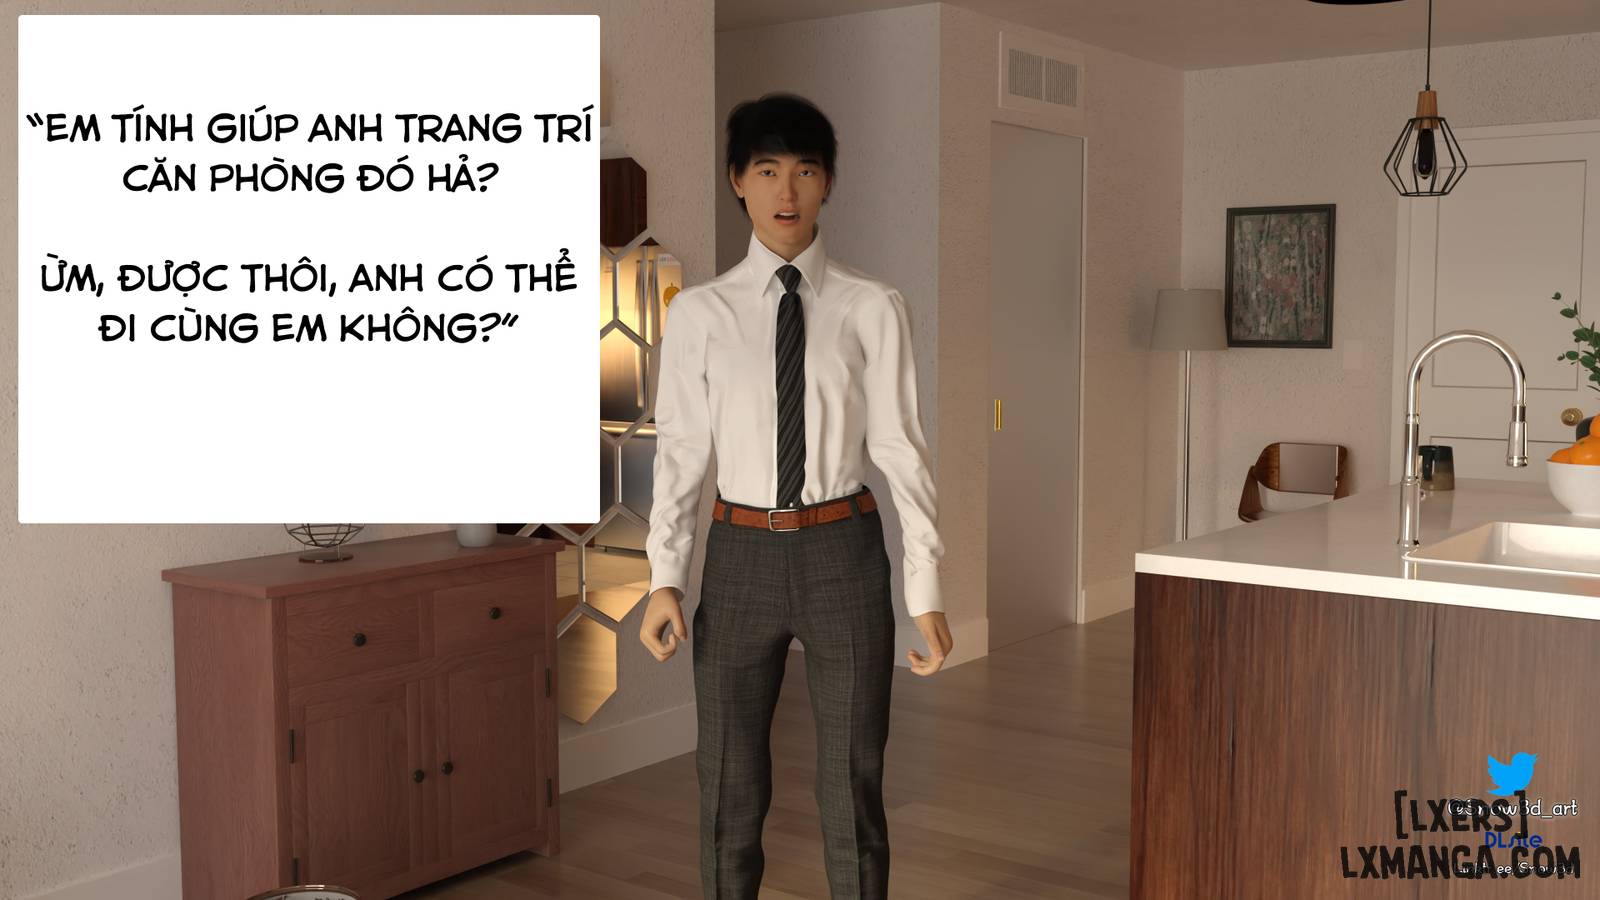 “EM TÍNH GIÚP ANH TRANG TRÍ
CĂN PHÒNG ĐÓ HẢ?
ỪM, ĐƯỢC THÔI, ANH CÓ THỂ
ĐI CÙNG EM KHÔNG?”
@Snow3d_art
[LXERS]
DLsite
LXMANGA.COM